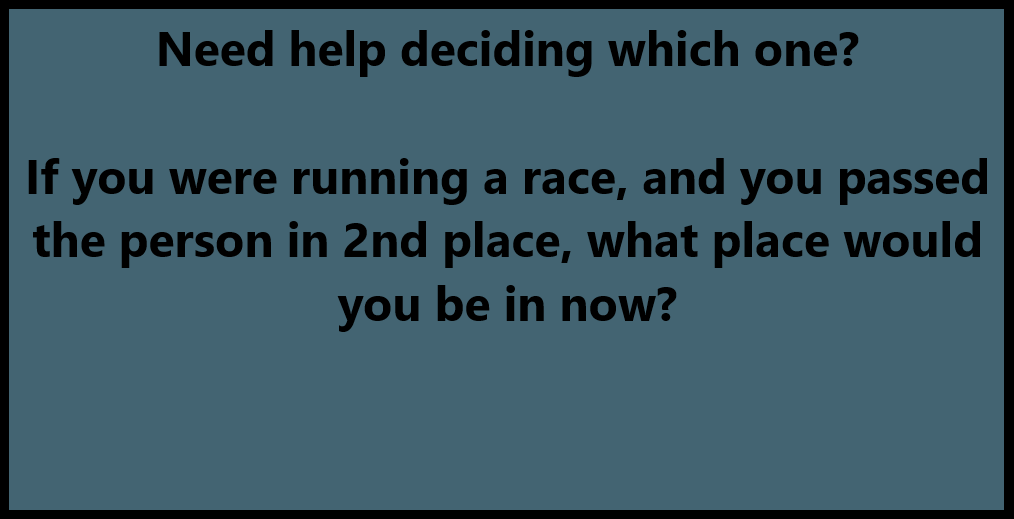 Need help deciding which one?
If you were running a race, and you passed
the person in 2nd place, what place would
you be in now?